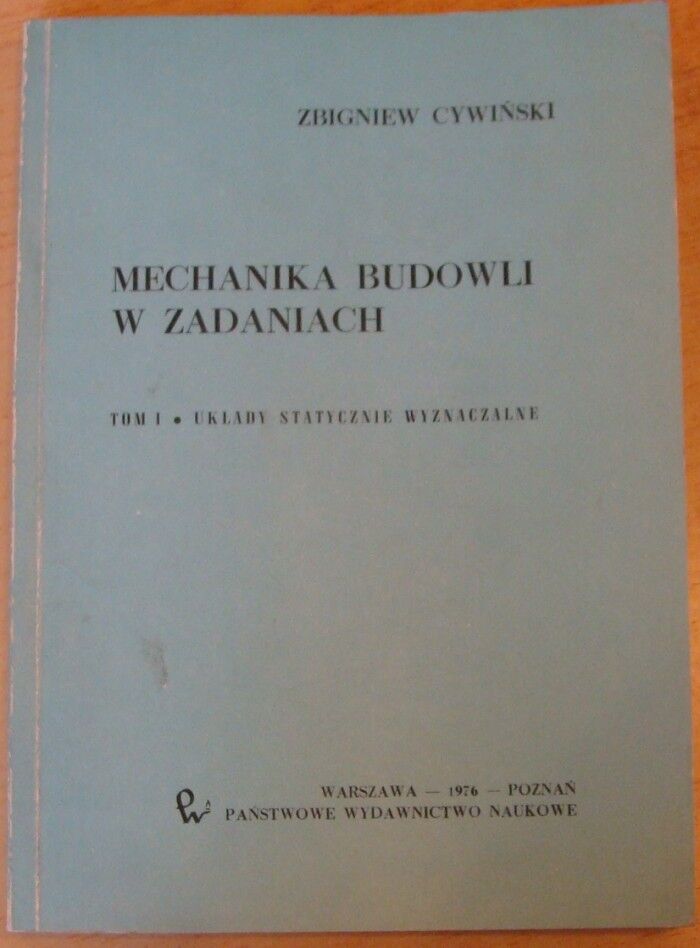 ZBIGNIEW CYWIŃSKI
MECHANIKA BUDOWLI
W ZADANIACH
TOM I • UKŁADY STATYCZNIE WYZNACZALNE
WARSZAWA — 1976 — POZNAŃ
PAŃSTWOWE WYDAWNICTWO NAUKOWE